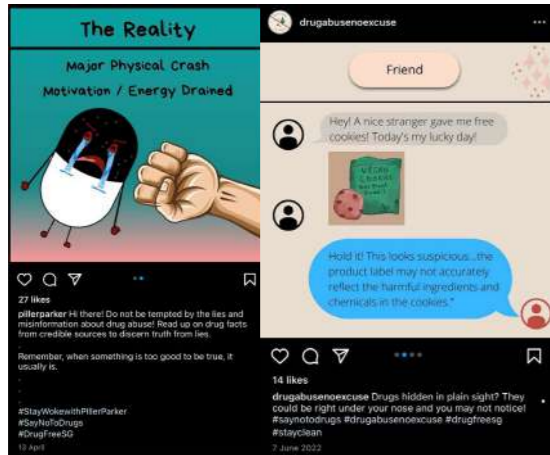 The Reality
Major Physical Crash
Motivation / Energy Drained
27 likes
pillerparker Hi there! Do not be tempted by the lies and
misinformation about drug abuse! Read up on drug facts
from credible sources to discern truth from lies.
.
Remember, when something is too good to be true, it
usually is.
.
.
.
#StayWokewithPillerParker
#SayNoToDrugs
#DrugFreeSG
13 April
drugabusenoexcuse
Friend
Hey! A nice stranger gave me free
cookies! Today's my lucky day!
Hold it! This looks suspicious...the
product label may not accurately
reflect the harmful ingredients and
chemicals in the cookies."
14 likes
drugabusenoexcuse Drugs hidden in plain sight? They
could be right under your nose and you may not notice!
#saynotodrugs #drugabusenoexcuse #drugfreesg
#stayclean
7 June 2022